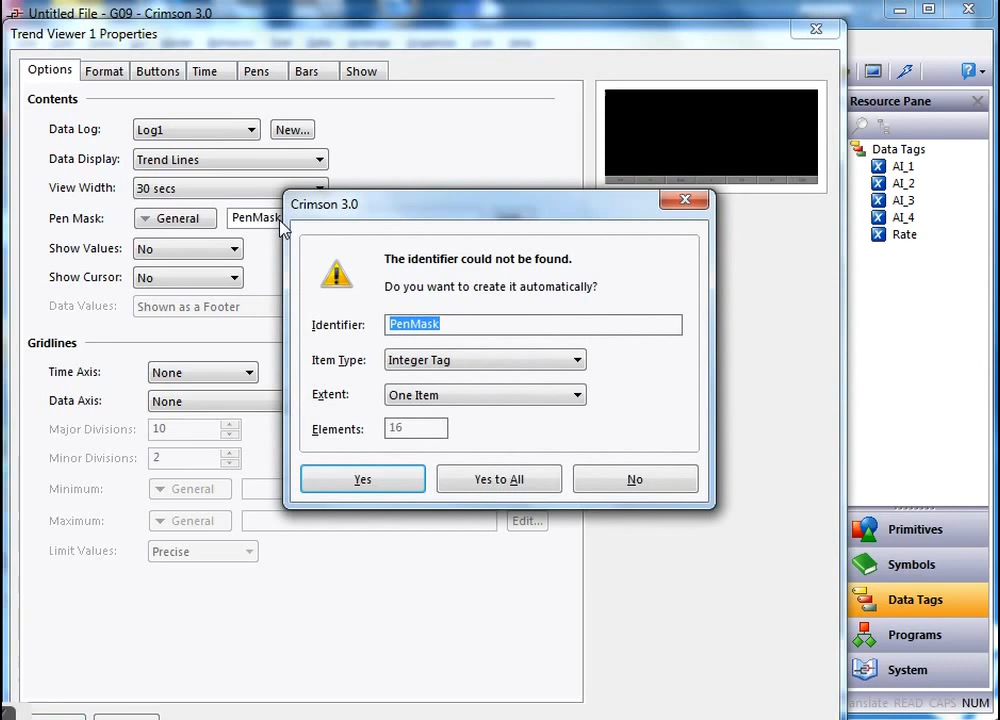 Untitled File - G09 - Crimson 3.0
Trend Viewer 1 Properties
Options Format Buttons Time Pens Bars Show
Contents
Data Log: Log1 New...
Data Display: Trend Lines
View Width: 30 secs
Pen Mask: General PenMask
Show Values: No
Show Cursor: No
Data Values: Shown as a Footer
Gridlines
Time Axis: None
Data Axis: None
Major Divisions: 10
Minor Divisions: 2
Minimum: General
Maximum: General Edit...
Limit Values: Precise
Crimson 3.0
The identifier could not be found.
Do you want to create it automatically?
Identifier: PenMask
Item Type: Integer Tag
Extent: One Item
Elements: 16
Yes Yes to All No
Resource Pane
Data Tags
AI_1
AI_2
AI_3
AI_4
Rate
Primitives
Symbols
Data Tags
Programs
System
READ CAPS NUM